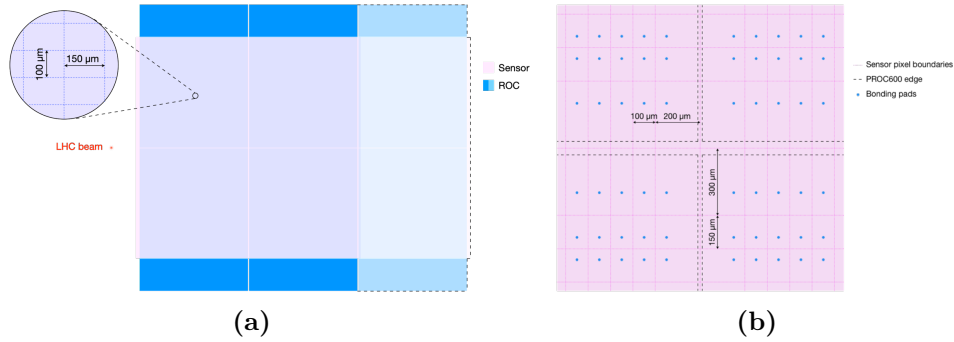 100 µm
150 µm
LHC beam
Sensor
ROC
(a)
100 µm
200 µm
300 µm
150 µm
Sensor pixel boundaries
PROC600 edge
Bonding pads
(b)